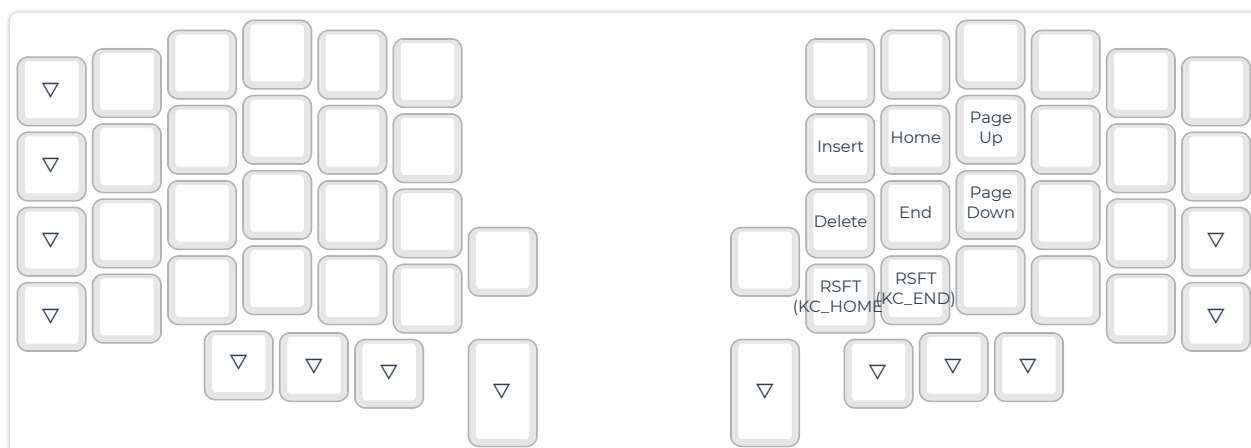 Page
Up
Insert
Home
Page
Down
Delete
End
RSFT
(KC_HOME
RSFT
(KC_END)